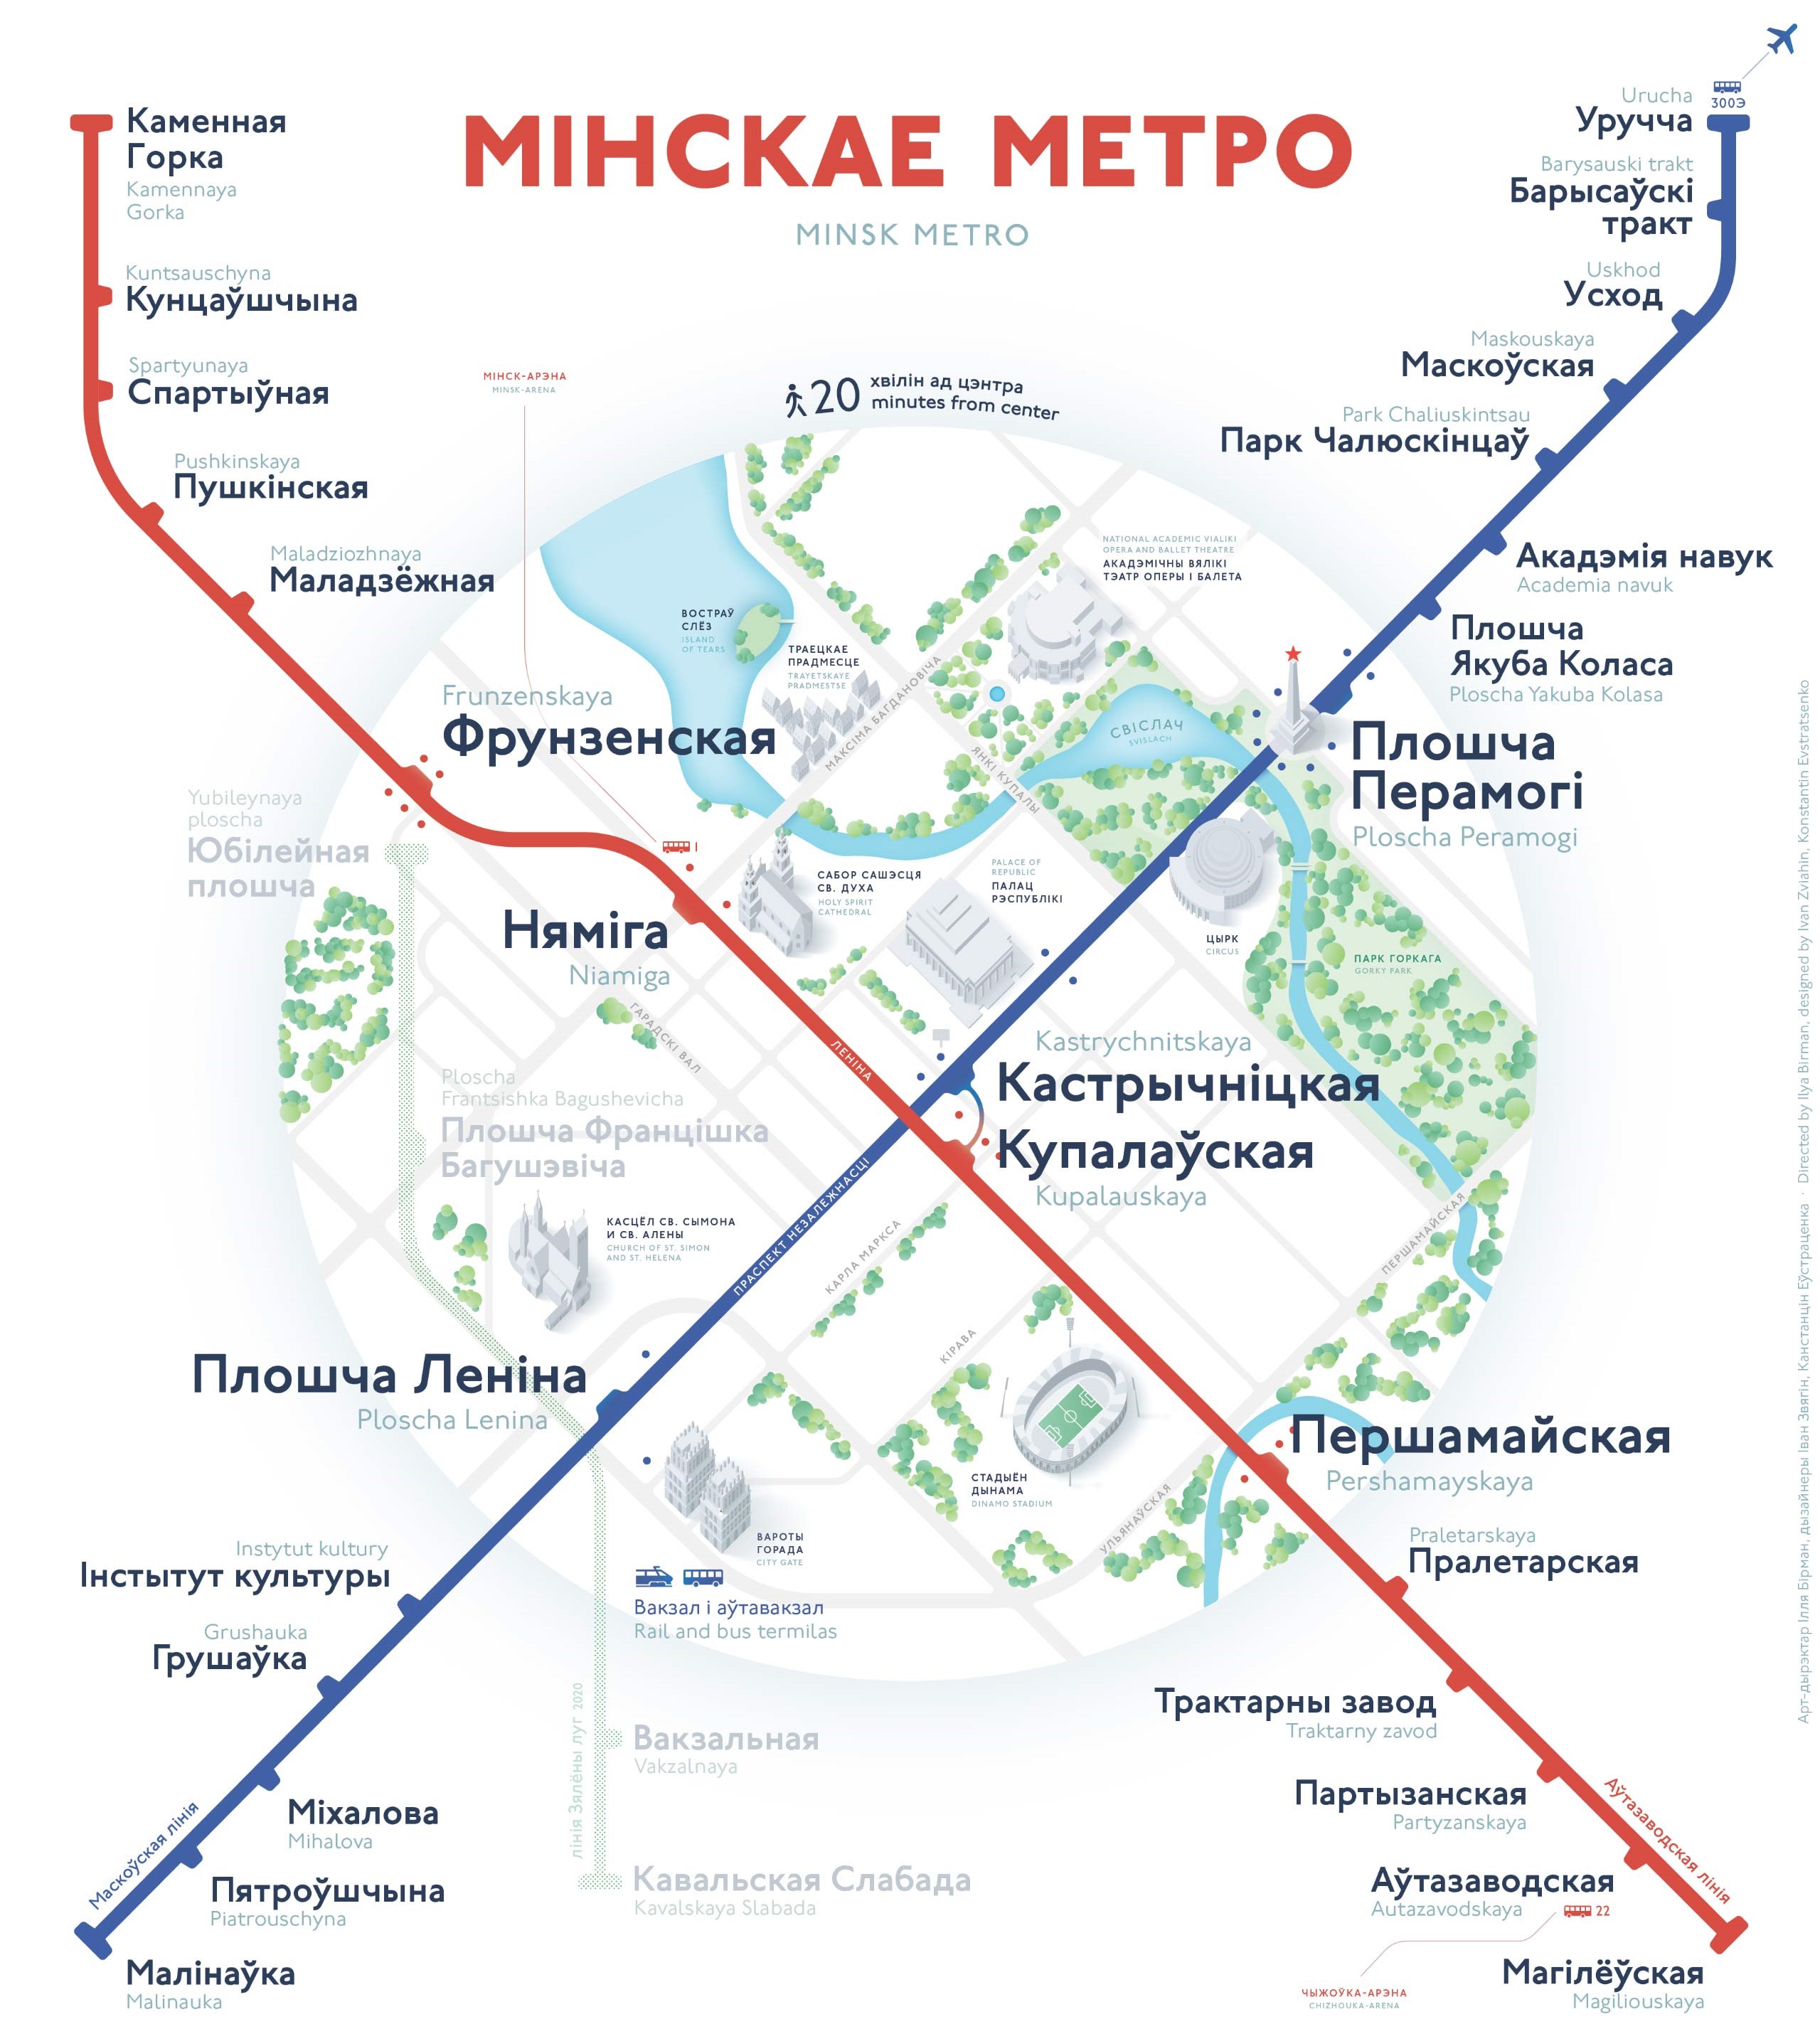 МІНСКАЕ МЕТРО
MINSK METRO
Каменная
Горка
Kamennaya
Gorka
Kuntsauschyna
Кунцаўшчына
Spartyunaya
Спартыўная
Pushkinskaya
Пушкінская
Maladziozhnaya
Маладзёжная
Frunzenskaya
Фрунзенская
МІНСК-АРЭНА
MINSK-ARENA
1
Няміга
Niamiga
20
хвілін ад цэнтра
minutes from center
Urucha
Уручча
300Э
Barysauski trakt
Барысаўскі
тракт
Uskhod
Усход
Maskouskaya
Маскоўская
Park Chaliuskintsau
Парк Чалюскінцаў
Акадэмія навук
Academia navuk
Плошча
Якуба Коласа
Ploscha Yakuba Kolasa
Плошча
Перамогі
Ploscha Peramogi
NATIONAL ACADEMIC VIALIKI
OPERA AND BALLET THEATRE
АКАДЭМІЧНЫ ВЯЛІКІ
ТЭАТР ОПЕРЫ І БАЛЕТА
ВОСТРАЎ
СЛЁЗ
ISLAND
OF TEARS
ТРАЕЦКАЕ
ПРАДМЕСЦЕ
TRAYETSKAYE
PRADMESTSE
МАКСІМА БАГДАНОВІЧА
ЯНКІ КУПАЛЫ
СВІСЛАЧ
SVISLACH
САБОР САШЭСЦЯ
СВ. ДУХА
HOLY SPIRIT
CATHEDRAL
PALACE OF
REPUBLIC
ПАЛАЦ
РЭСПУБЛІКІ
ЦЫРК
CIRCUS
ПАРК ГОРКАГА
GORKY PARK
Yubileynaya
ploscha
Юбілейная
плошча
ГАРАДСКІ ВАЛ
ЛЕНІНА
Kastrychnitskaya
Кастрычніцкая
Купалаўская
Kupalauskaya
Ploscha
Frantsishka Bagushevicha
Плошча Францішка
Багушэвіча
КАСЦЁЛ СВ. СЫМОНА
И СВ. АЛЕНЫ
CHURCH OF ST. SIMON
AND ST. HELENA
ПРАСПЕКТ НЕЗАЛЕЖНАСЦІ
КАРЛА МАРКСА
КІРАВА
ПЕРШАМАЙСКАЯ
Плошча Леніна
Ploscha Lenina
СТАДЫЁН
ДЫНАМА
DINAMO STADIUM
УЛЬЯНАЎСКАЯ
Першамайская
Pershamayskaya
ВАРОТЫ
ГОРАДА
CITY GATE
Вакзал і аўтавакзал
Rail and bus termilas
Instytut kultury
Інстытут культуры
Grushauka
Грушаўка
Міхалова
Mihalova
Пятроўшчына
Piatrouschyna
Маскоўская лінія
Малінаўка
Malinauka
лінія Зялёны луг 2020
Вакзальная
Vakzalnaya
Кавальская Слабада
Kavalskaya Slabada
Praletarskaya
Пралетарская
Трактарны завод
Traktarny zavod
Партызанская
Partyzanskaya
Аўтазаводская
Autazavodskaya
22
Аўтазаводская лінія
ЧЫЖОЎКА-АРЭНА
CHIZHOUKA-ARENA
Магілёўская
Magiliouskaya
Арт-дырэктар Ілля Бірман, дызайнеры Іван Звягін, Канстанцін Еўстраценка · Directed by Ilya Birman, designed by Ivan Zviahin, Konstantin Evstratsenko